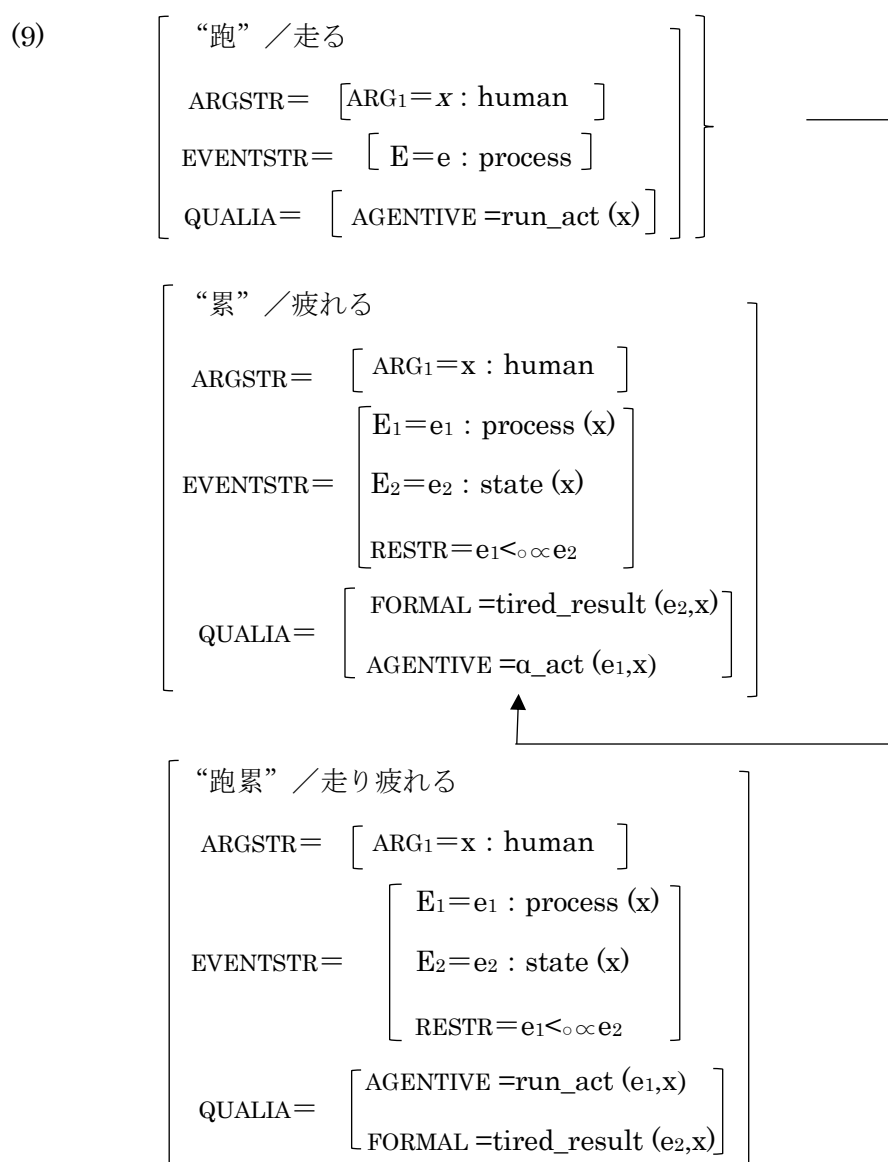 (9)
“跑”／走る
ARGSTR＝ [ARG1＝x : human ]
EVENTSTR＝ [ E＝e : process ]
QUALIA＝ [ AGENTIVE =run_act (x) ]
“累”／疲れる
ARGSTR＝ [ ARG1＝x : human ]
E1＝e1 : process (x)
EVENTSTR＝ E2＝e2 : state (x)
RESTR＝e1<○∝e2
FORMAL =tired_result (e2,x)
QUALIA＝
AGENTIVE =α_act (e1,x)
“跑累”／走り疲れる
ARGSTR＝ [ ARG1＝x : human ]
E1＝e1 : process (x)
EVENTSTR＝ E2＝e2 : state (x)
RESTR＝e1<○∝e2
AGENTIVE =run_act (e1,x)
QUALIA＝
FORMAL =tired_result (e2,x)